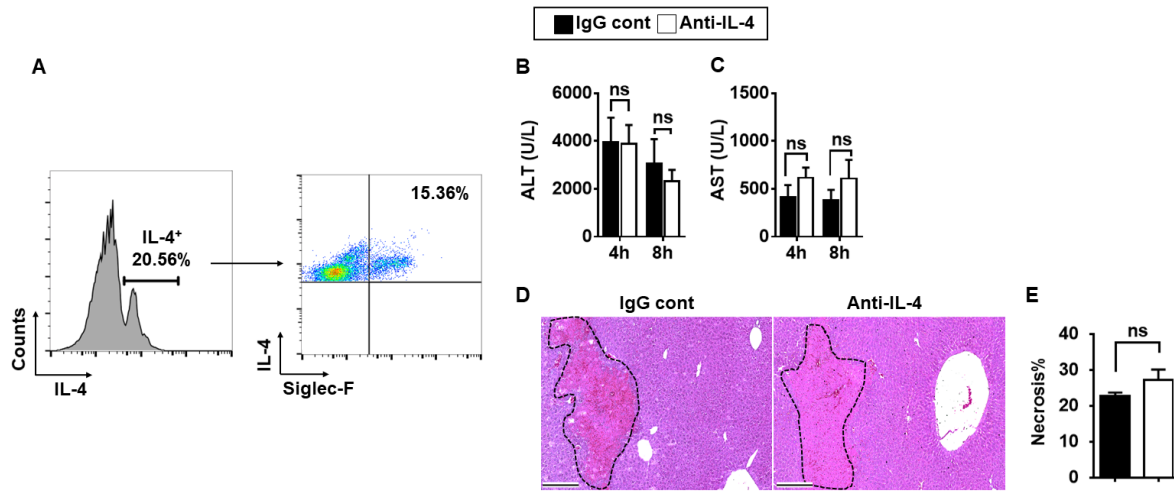 IgG cont Anti-IL-4
A
Counts
IL-4+
20.56%
IL-4
15.36%
IL-4
Siglec-F
B
ALT (U/L)
6000
4000
2000
0
ns
ns
4h
8h
C
AST (U/L)
1500
1000
500
0
ns
ns
4h
8h
D
IgG cont
Anti-IL-4
E
Necrosis%
40
30
20
10
0
ns